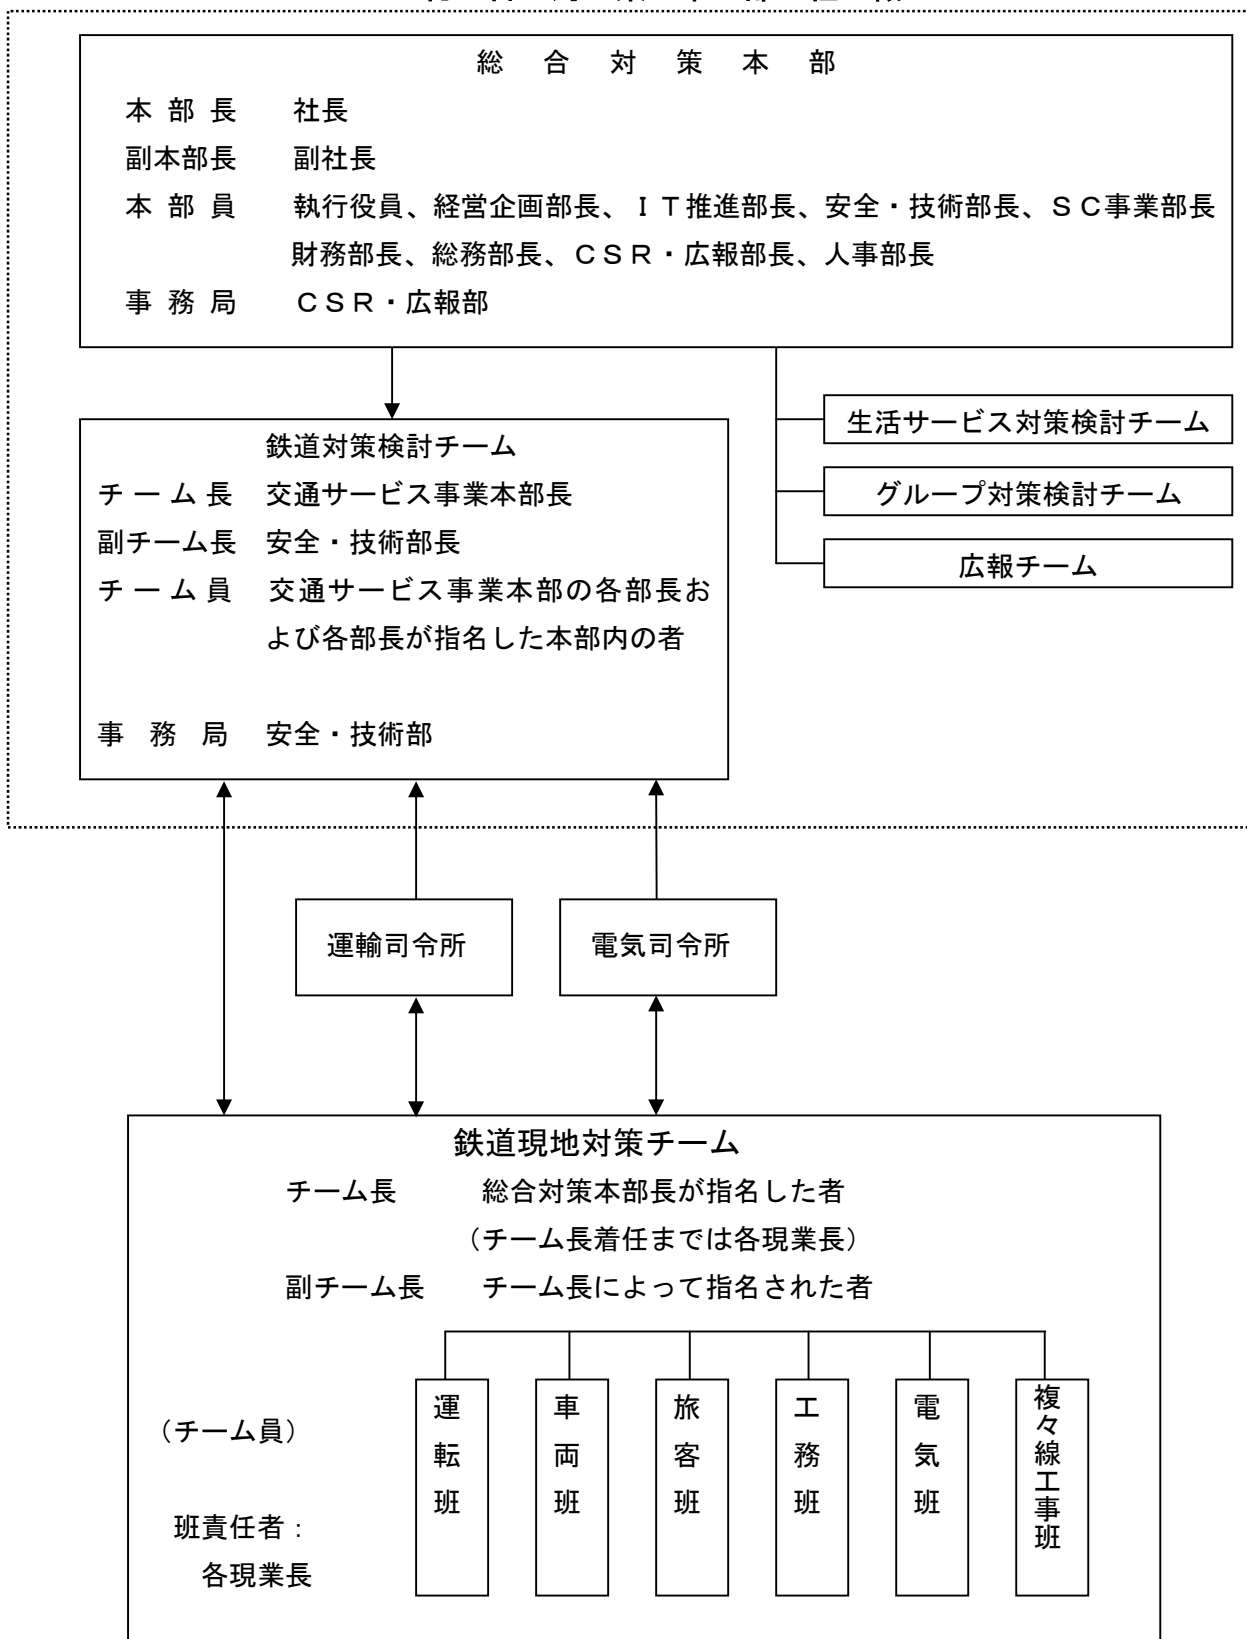 総合対策本部
本部長 社長
副本部長 副社長
本部員 執行役員、経営企画部長、ＩＴ推進部長、安全・技術部長、ＳＣ事業部長
財務部長、総務部長、ＣＳＲ・広報部長、人事部長
事務局 ＣＳＲ・広報部
鉄道対策検討チーム
チーム長 交通サービス事業本部長
副チーム長 安全・技術部長
チーム員 交通サービス事業本部の各部長お
よび各部長が指名した本部内の者
事務局 安全・技術部
生活サービス対策検討チーム
グループ対策検討チーム
広報チーム
運輸司令所
電気司令所
鉄道現地対策チーム
チーム長 総合対策本部長が指名した者
（チーム長着任までは各現業長）
副チーム長 チーム長によって指名された者
（チーム員）
班責任者：
各現業長
運転班
車両班
旅客班
工務班
電気班
複々線工事班